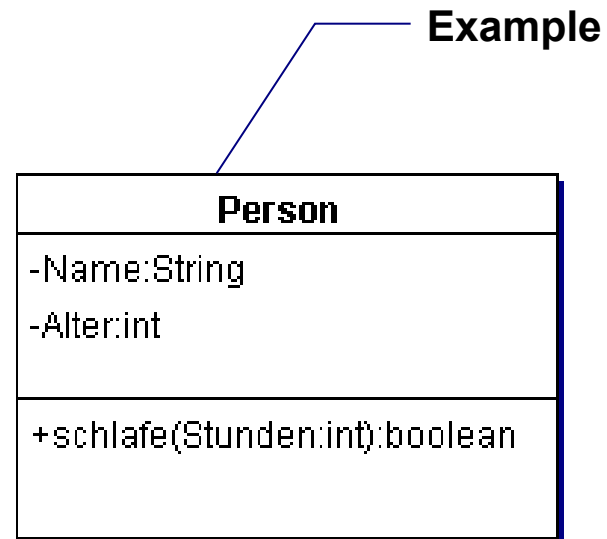 Example
Person
-Name:String
-Alter:int
+schlafe(Stunden:int):boolean